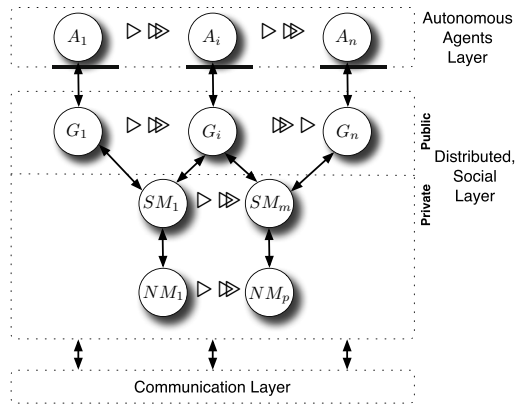 A₁ Aᵢ Aₙ
Autonomous
Agents
Layer
G₁ Gᵢ Gₙ
Public
Distributed,
Social
Layer
Private
SM₁ SMₘ
NM₁ NMₚ
Communication Layer